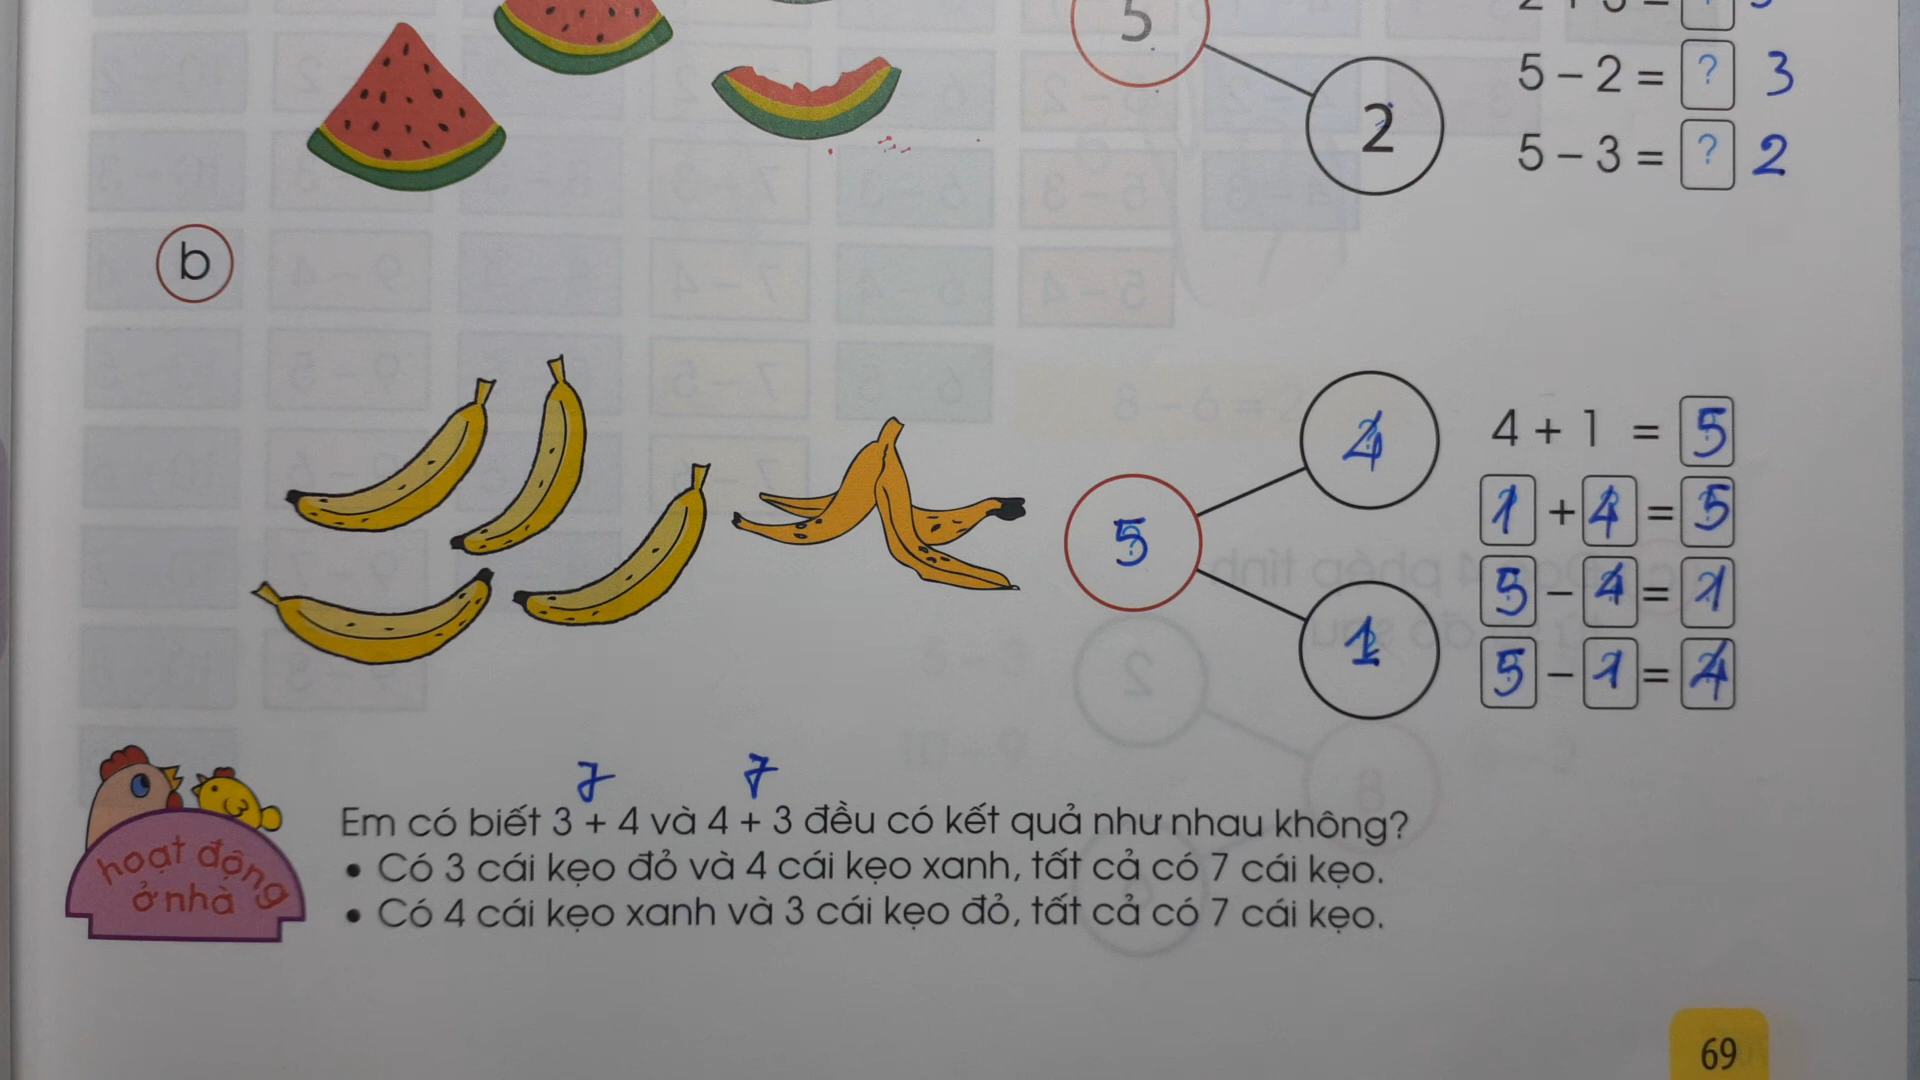 5
2
5 - 2 = ? 3
5 - 3 = ? 2
b
4
5
1
4 + 1 = 5
1 + 4 = 5
5 - 4 = 1
5 - 1 = 4
7 7
Em có biết 3 + 4 và 4 + 3 đều có kết quả như nhau không?
• Có 3 cái kẹo đỏ và 4 cái kẹo xanh, tất cả có 7 cái kẹo.
• Có 4 cái kẹo xanh và 3 cái kẹo đỏ, tất cả có 7 cái kẹo.
hoạt động
ở nhà
69